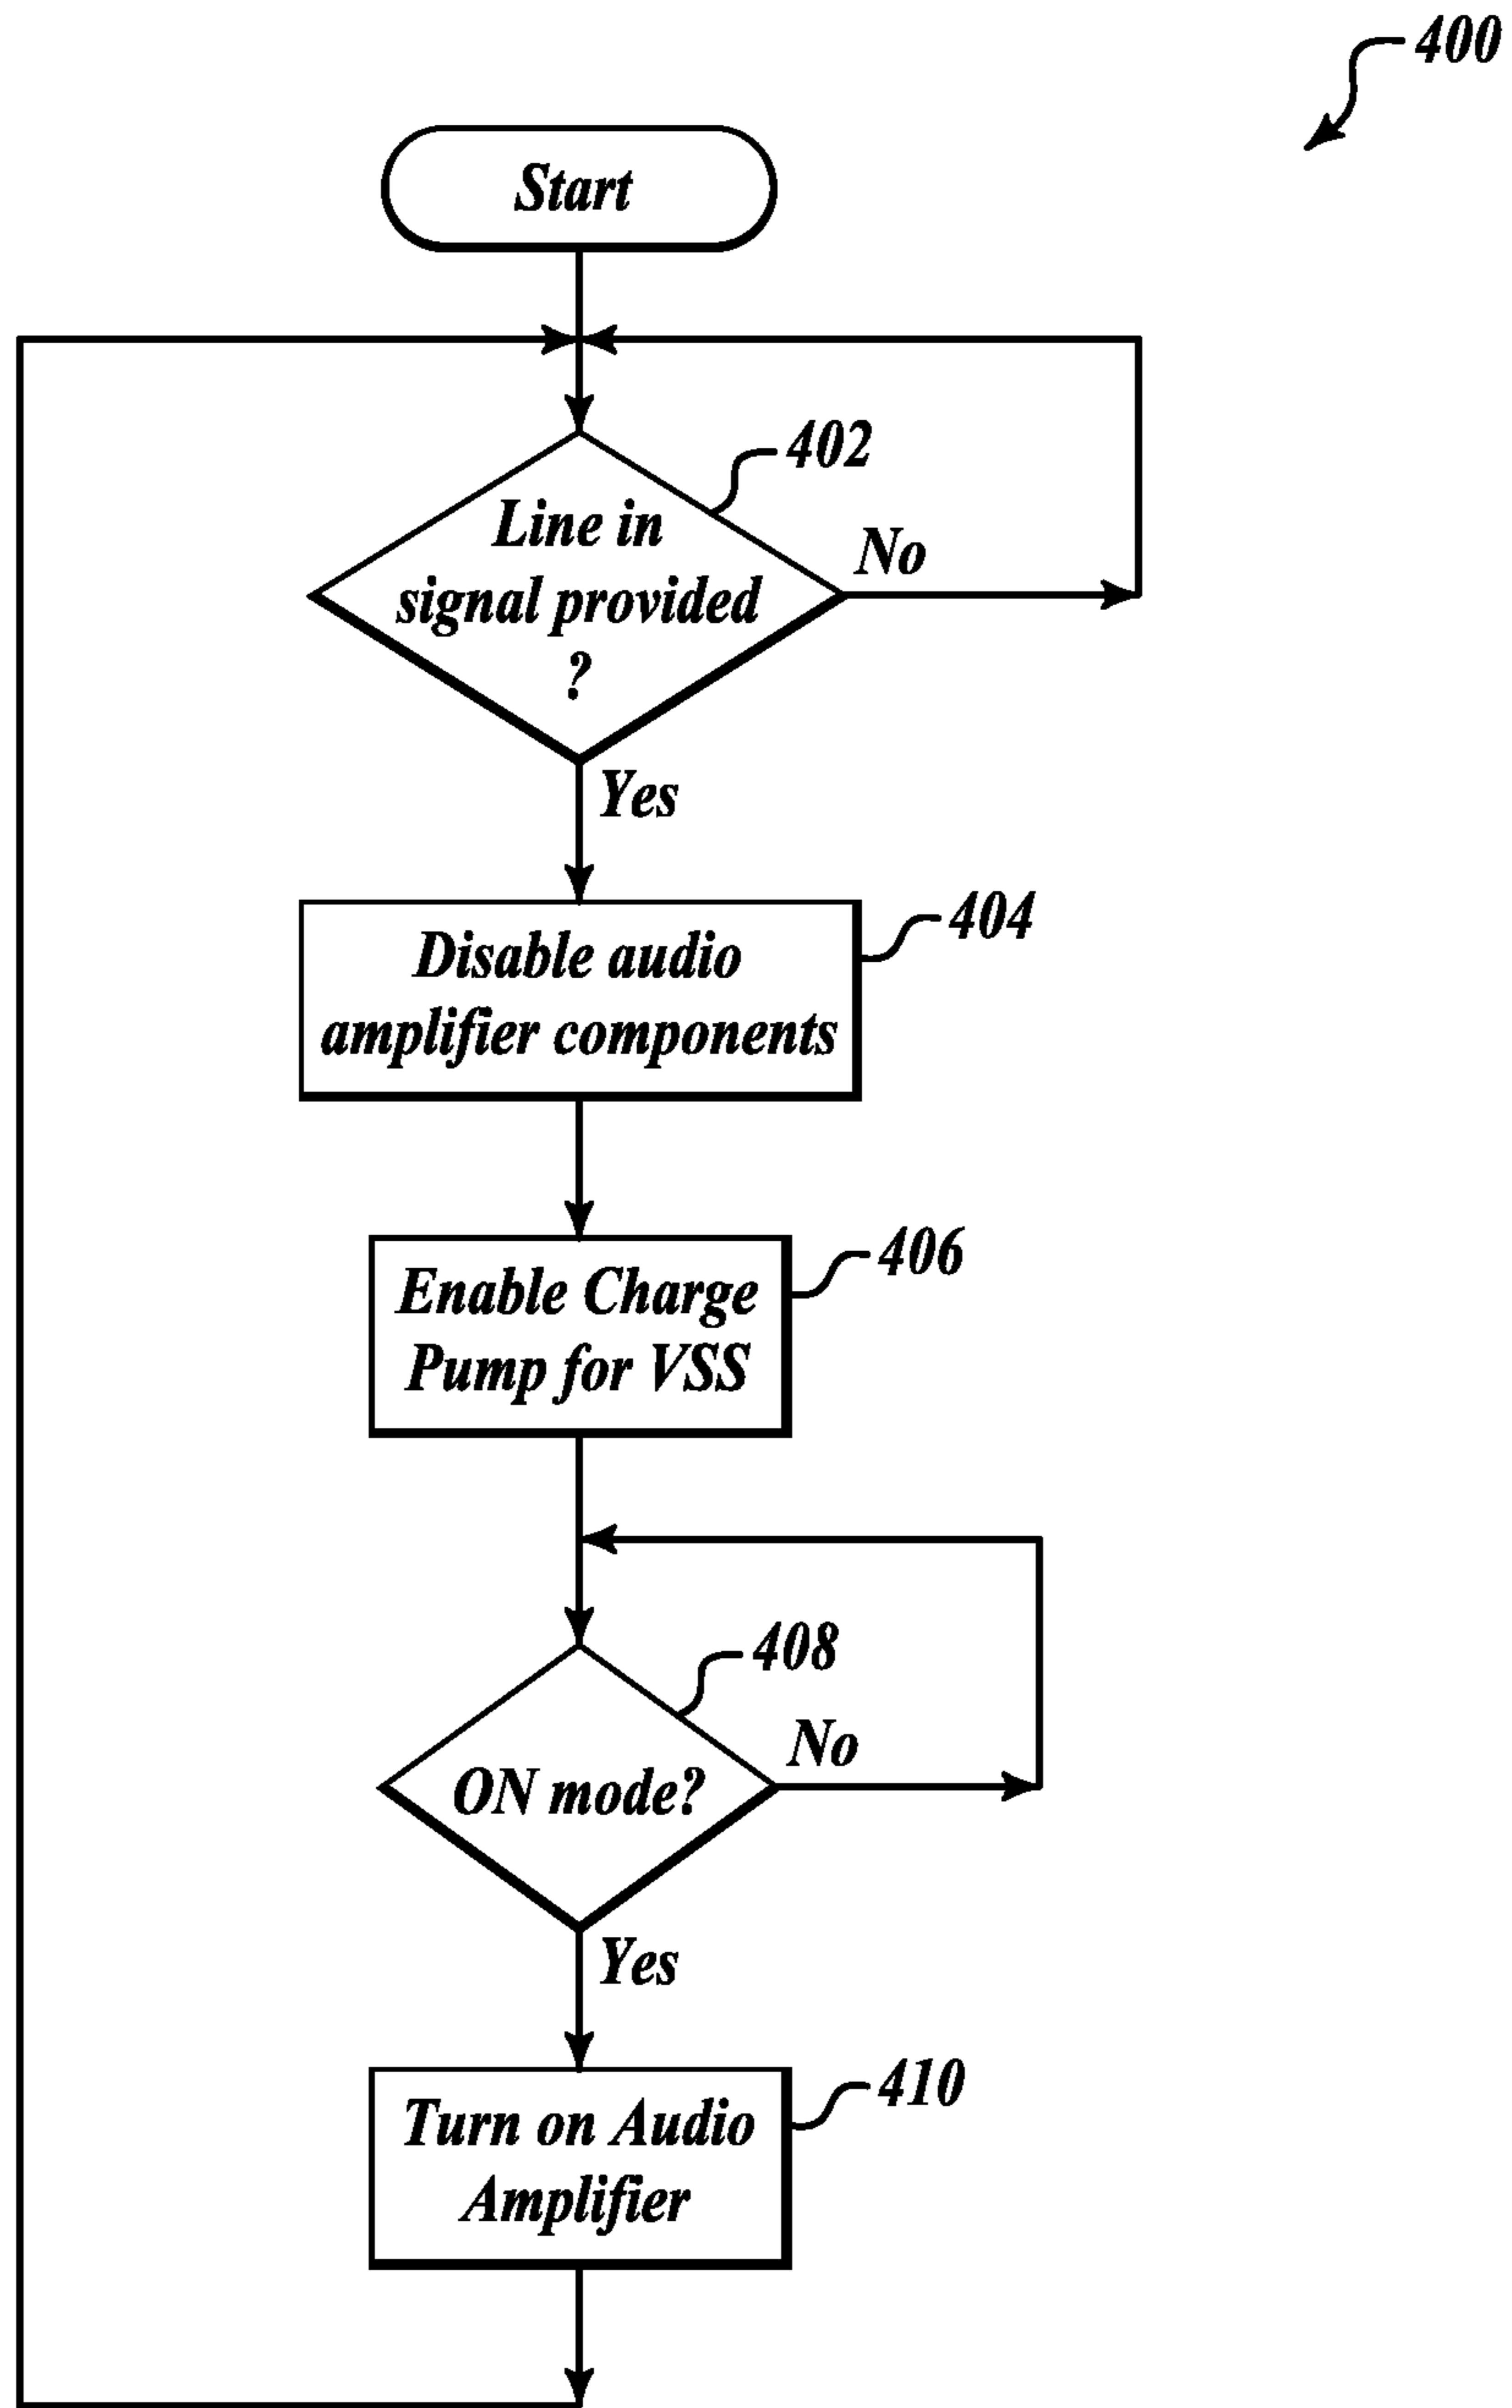 400
Start
402
Line in
signal provided
?
No
Yes
404
Disable audio
amplifier components
406
Enable Charge
Pump for VSS
408
ON mode?
No
Yes
410
Turn on Audio
Amplifier